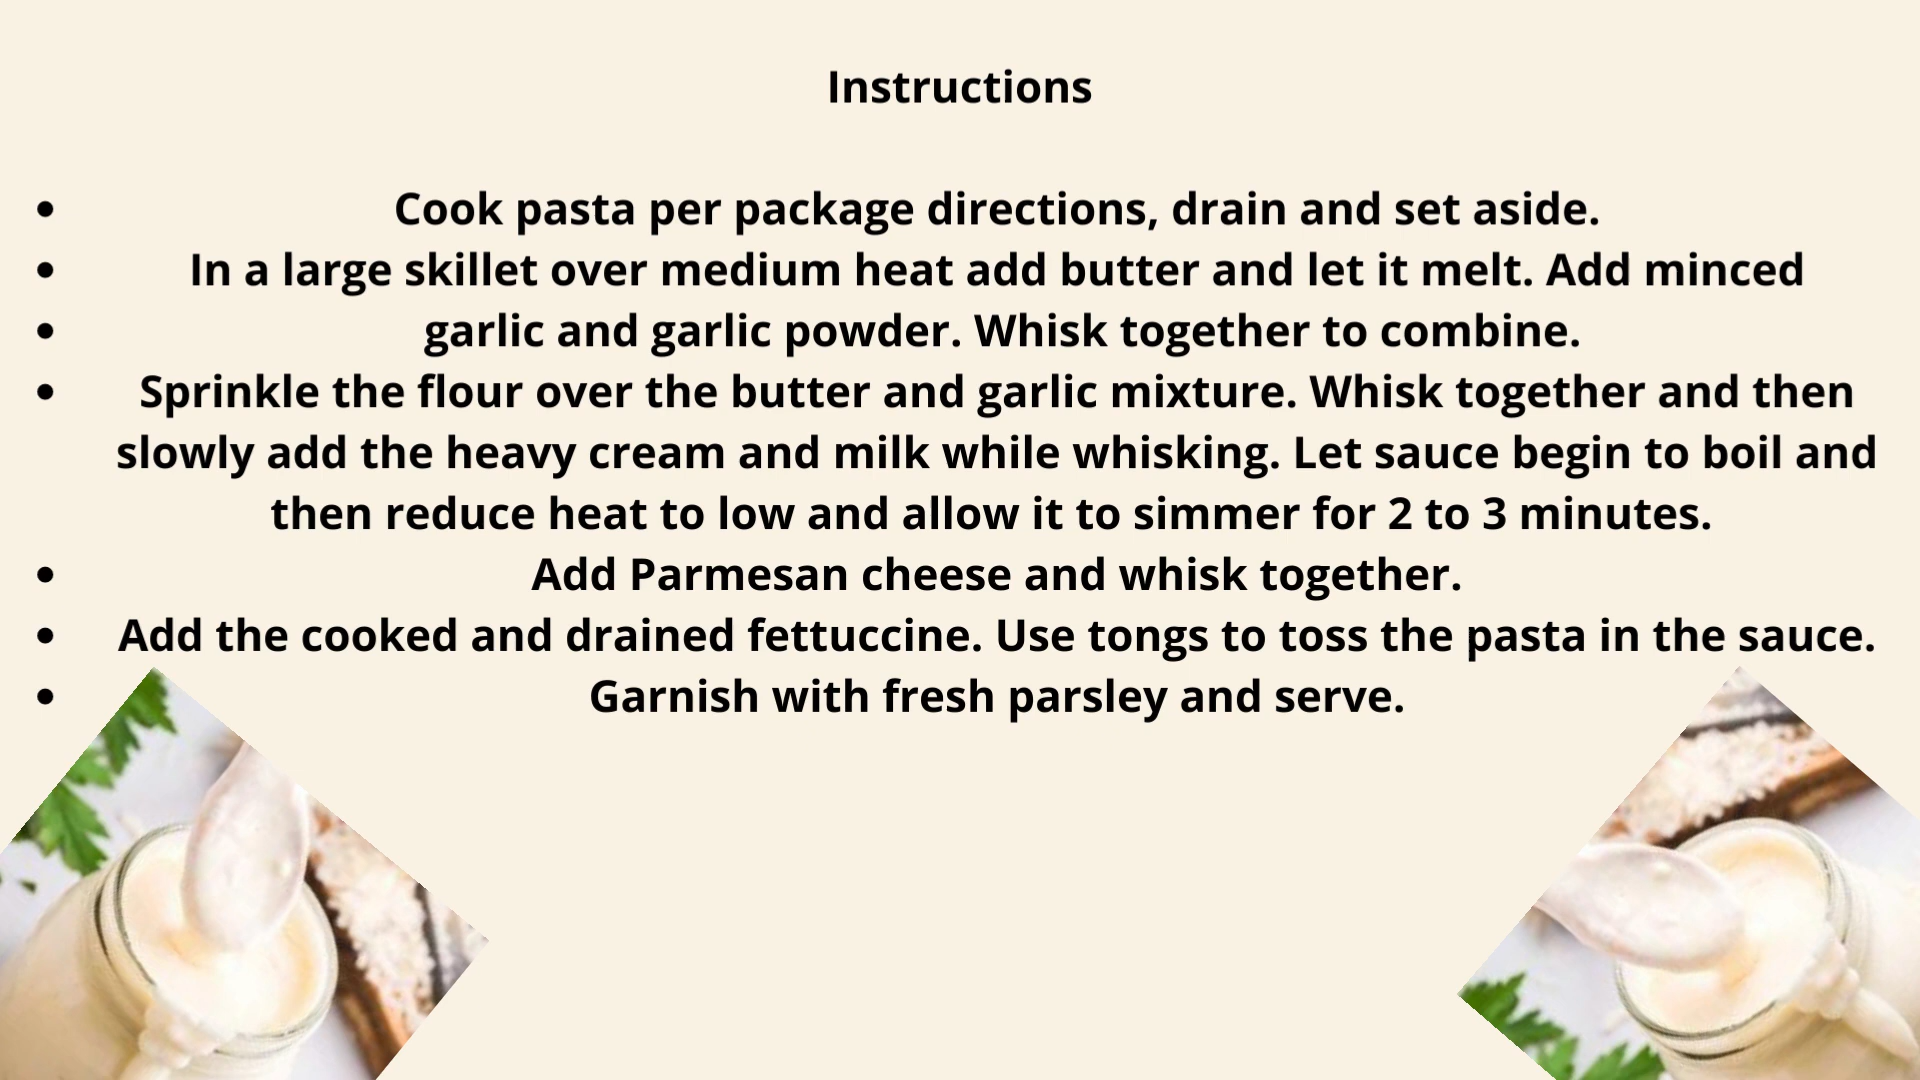 Instructions
• Cook pasta per package directions, drain and set aside.
• In a large skillet over medium heat add butter and let it melt. Add minced
• garlic and garlic powder. Whisk together to combine.
• Sprinkle the flour over the butter and garlic mixture. Whisk together and then
slowly add the heavy cream and milk while whisking. Let sauce begin to boil and
then reduce heat to low and allow it to simmer for 2 to 3 minutes.
• Add Parmesan cheese and whisk together.
• Add the cooked and drained fettuccine. Use tongs to toss the pasta in the sauce.
• Garnish with fresh parsley and serve.